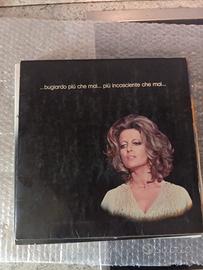 ...bugiardo più che mai... più incosciente che mai...